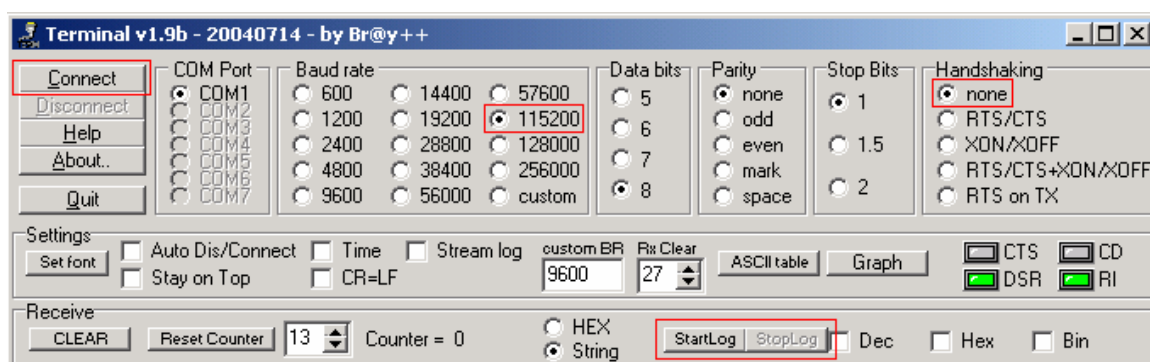 Terminal v1.9b - 20040714 - by Br@y++
Connect
Disconnect
Help
About..
Quit
COM Port
COM1
COM2
COM3
COM4
COM5
COM6
COM7
Baud rate
600 14400 57600
1200 19200 115200
2400 28800 128000
4800 38400 256000
9600 56000 custom
Data bits
5
6
7
8
Parity
none
odd
even
mark
space
Stop Bits
1
1.5
2
Handshaking
none
RTS/CTS
XON/XOFF
RTS/CTS+XON/XOFF
RTS on TX
Settings
Set font
Auto Dis/Connect Time Stream log
Stay on Top CR=LF
custom BR
9600
Rx Clear
27
ASCII table
Graph
CTS CD
DSR RI
Receive
CLEAR
Reset Counter
13
Counter = 0
HEX
String
StartLog StopLog
Dec Hex Bin